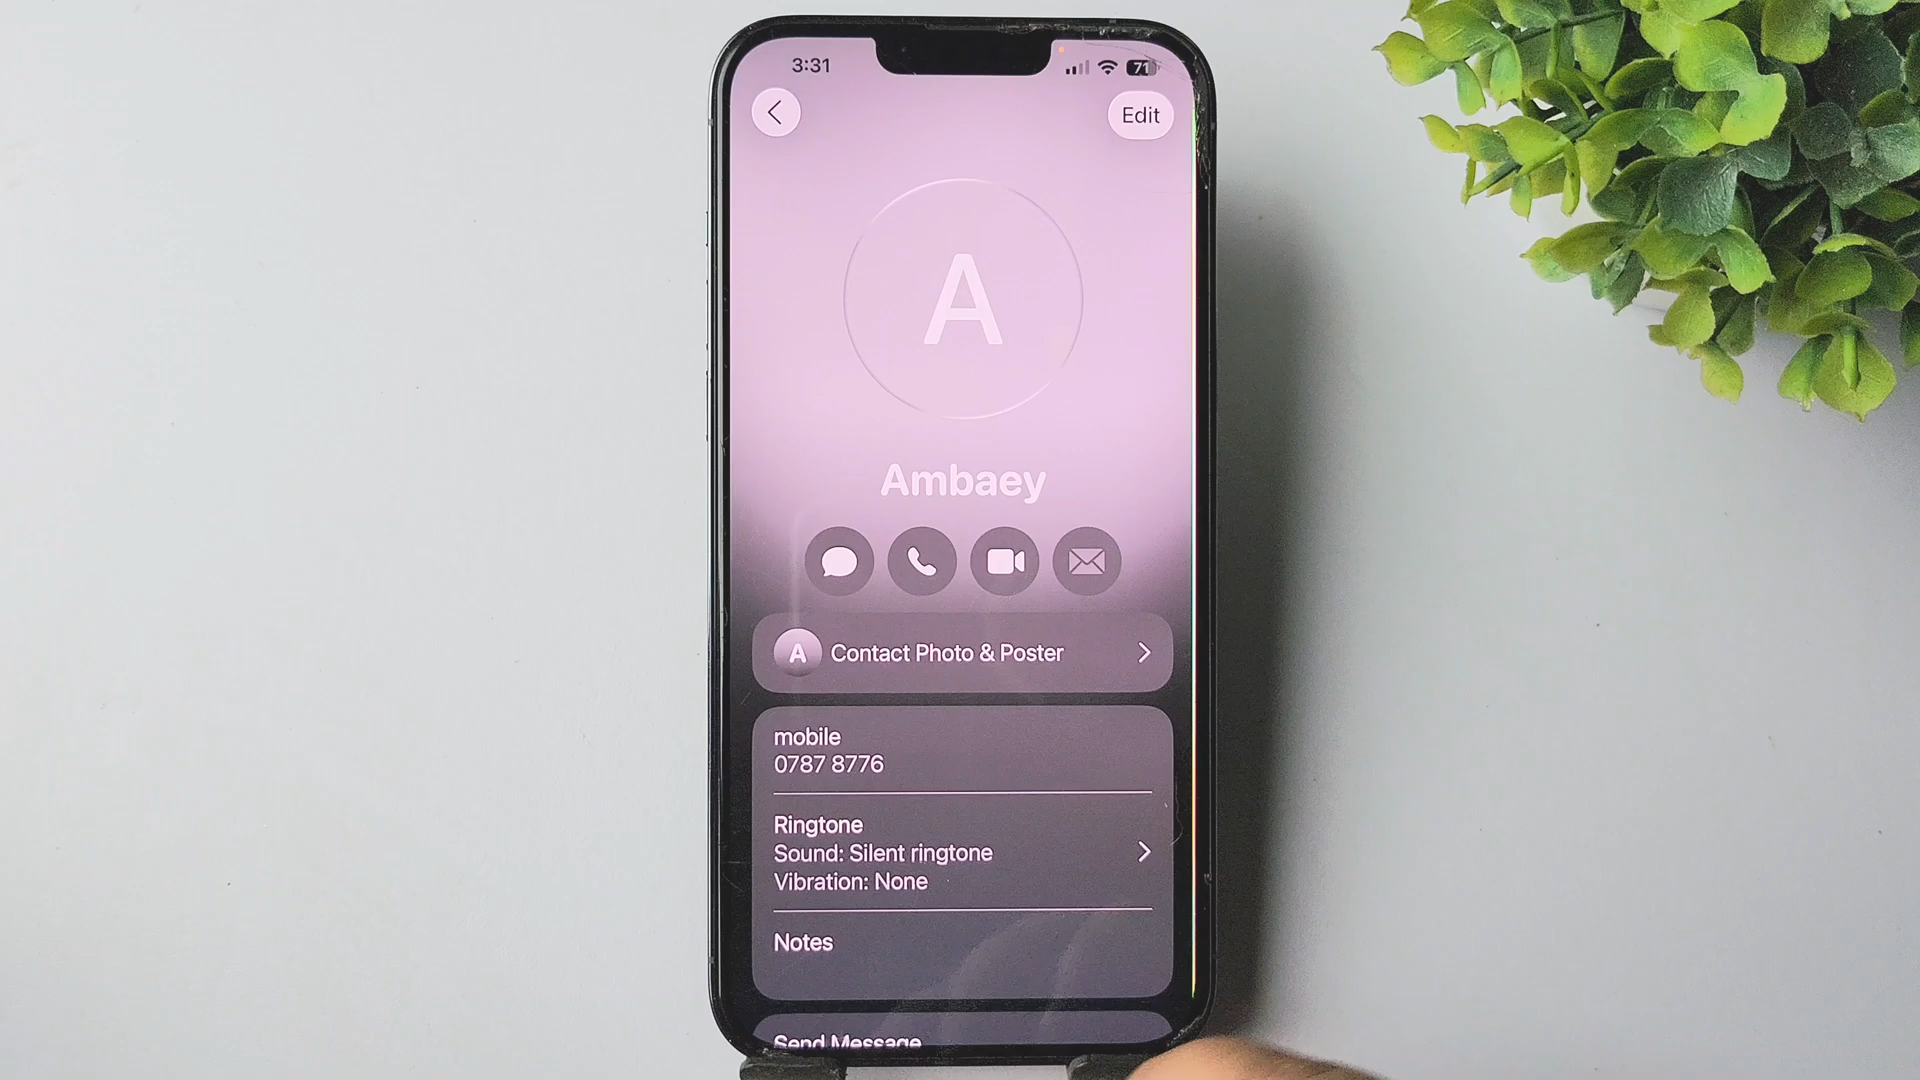 3:31
71
Edit
A
Ambaey
A Contact Photo & Poster
mobile
0787 8776
Ringtone
Sound: Silent ringtone
Vibration: None
Notes
Send Message